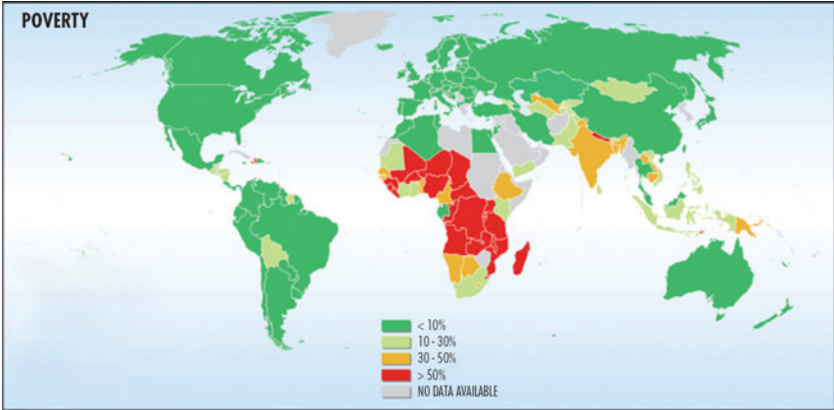 POVERTY
< 10%
10 - 30%
30 - 50%
> 50%
NO DATA AVAILABLE